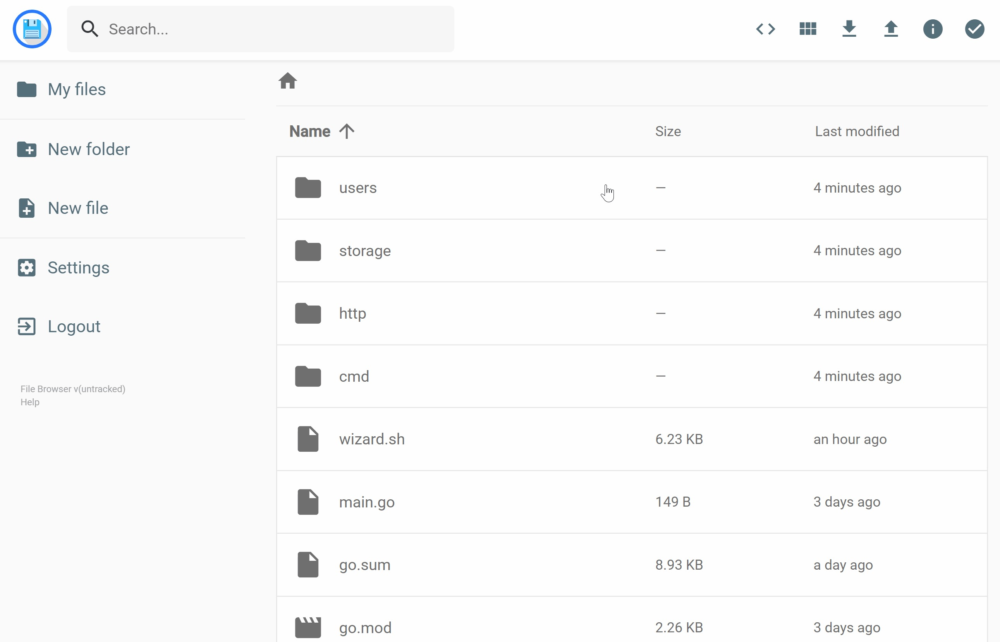 Search...
My files
New folder
New file
Settings
Logout
File Browser v(untracked)
Help
Name Size Last modified
users — 4 minutes ago
storage — 4 minutes ago
http — 4 minutes ago
cmd — 4 minutes ago
wizard.sh 6.23 KB an hour ago
main.go 149 B 3 days ago
go.sum 8.93 KB a day ago
go.mod 2.26 KB 3 days ago